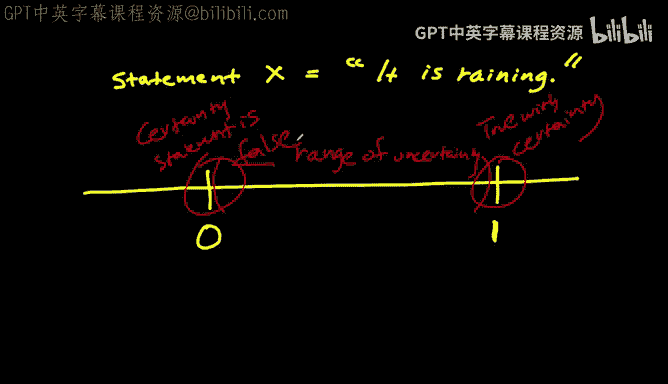 GPT中英字幕课程资源@bilibili.com
GPT中英字幕课程资源 bilibili
Statement X = "It is raining."
Certainty
statement is
false
range of uncertainty
True with
certainty
0
1